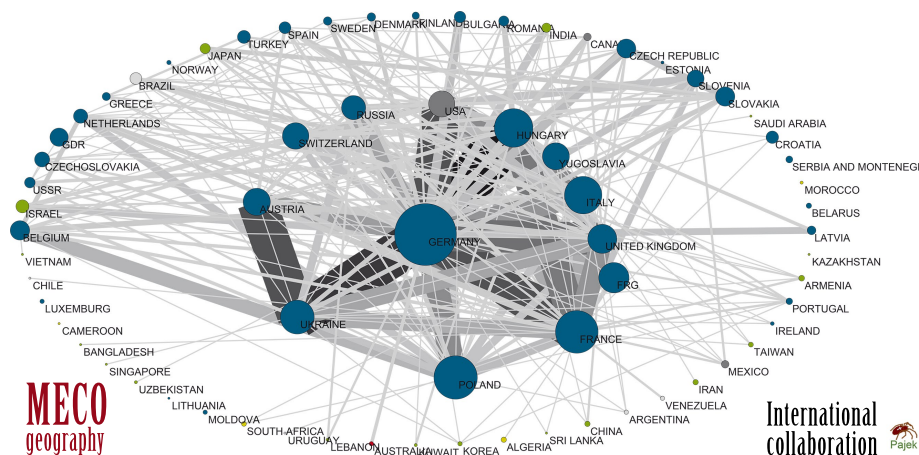 FINLAND
BULGARIA
DENMARK
ROMANIA
SWEDEN
INDIA
SPAIN
CANA
TURKEY
CZECH REPUBLIC
JAPAN
ESTONIA
NORWAY
SLOVENIA
BRAZIL
SLOVAKIA
GREECE
RUSSIA
USA
NETHERLANDS
SAUDI ARABIA
HUNGARY
GDR
SWITZERLAND
CROATIA
YUGOSLAVIA
CZECHOSLOVAKIA
SERBIA AND MONTENEG
USSR
MOROCCO
ITALY
AUSTRIA
ISRAEL
BELARUS
BELGIUM
GERMANY
UNITED KINGDOM
LATVIA
VIETNAM
KAZAKHSTAN
CHILE
FRG
ARMENIA
LUXEMBURG
PORTUGAL
UKRAINE
CAMEROON
FRANCE
IRELAND
BANGLADESH
TAIWAN
SINGAPORE
MEXICO
UZBEKISTAN
POLAND
IRAN
LITHUANIA
VENEZUELA
MOLDOVA
ARGENTINA
SOUTH-AFRICA
CHINA
URUGUAY
SRI LANKA
LEBANON
AUSTRALIA
KUWAIT
KOREA
ALGERIA
MECO
geography
International
collaboration
Pajek